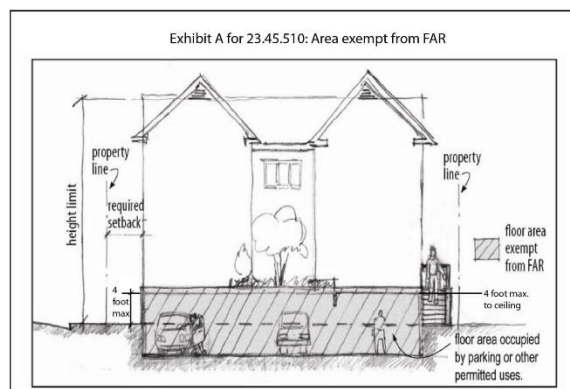 Exhibit A for 23.45.510: Area exempt from FAR
property
line
required
setback
height limit
4
foot
max.
property
line
floor area
exempt
from FAR
4 foot max.
to ceiling
floor area occupied
by parking or other
permitted uses.